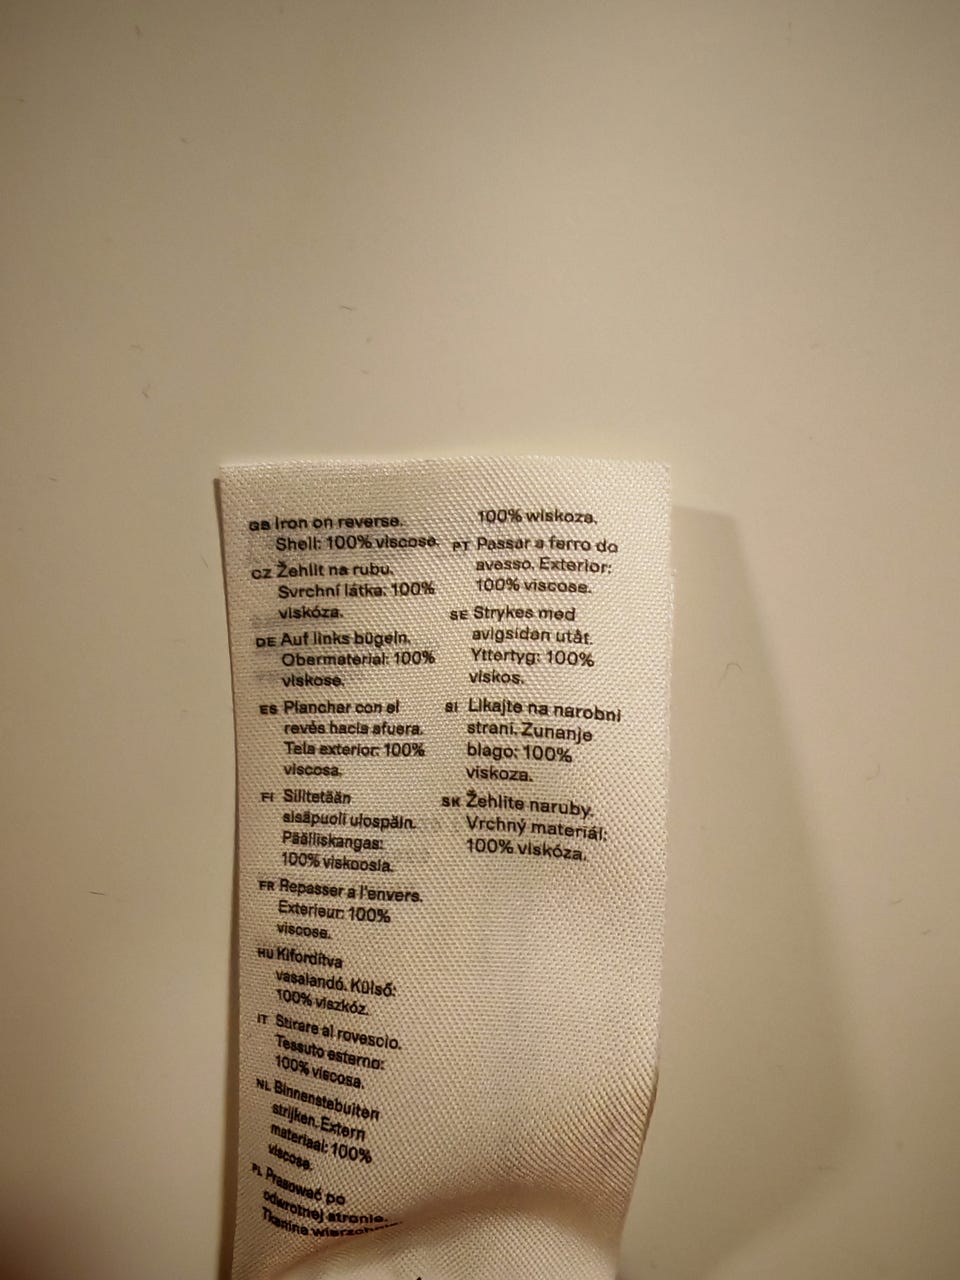 GB Iron on reverse.
Shell: 100% viscose.
CZ Žehlit na rubu.
Svrchní látka: 100%
viskóza.
DE Auf links bügeln.
Obermaterial: 100%
viskose.
ES Planchar con el
revés hacia afuera.
Tela exterior: 100%
viscosa.
FI Silitetään
sisäpuoli ulospäin.
Päälliskangas:
100% viskoosia.
FR Repasser a l'envers.
Exterieur: 100%
viscose.
HU Kifordítva
vasalandó. Külső:
100% viszkóz.
IT Stirare al rovescio.
Tessuto esterno:
100% viscosa.
NL Binnenstebuiten
strijken. Extern
materiaal: 100%
viscose.
PL Prasować po
odwrotnej stronie.
Tkanina
100% wiskoza.
PT Passar a ferro do
avesso. Exterior:
100% viscose.
SE Strykes med
avigsidan utåt.
Yttertyg: 100%
viskos.
SI Likajte na narobni
strani. Zunanje
blago: 100%
viskoza.
SK Žehlite naruby.
Vrchný materiál:
100% viskóza.